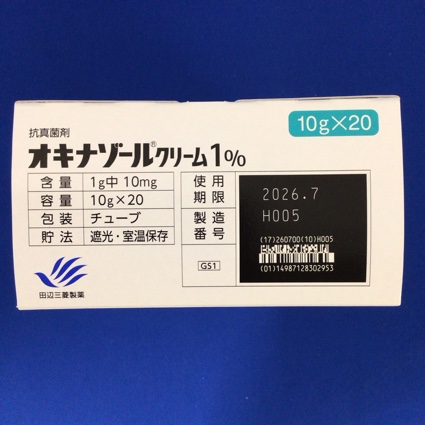 抗真菌剤
10g×20
オキナゾール®クリーム1%
含量 1g中 10mg
容量 10g×20
包装 チューブ
貯法 遮光・室温保存
使用期限 2026.7
製造番号 H005
(17)260700(10)H005
GS1
(01)14987128302953
田辺三菱製薬